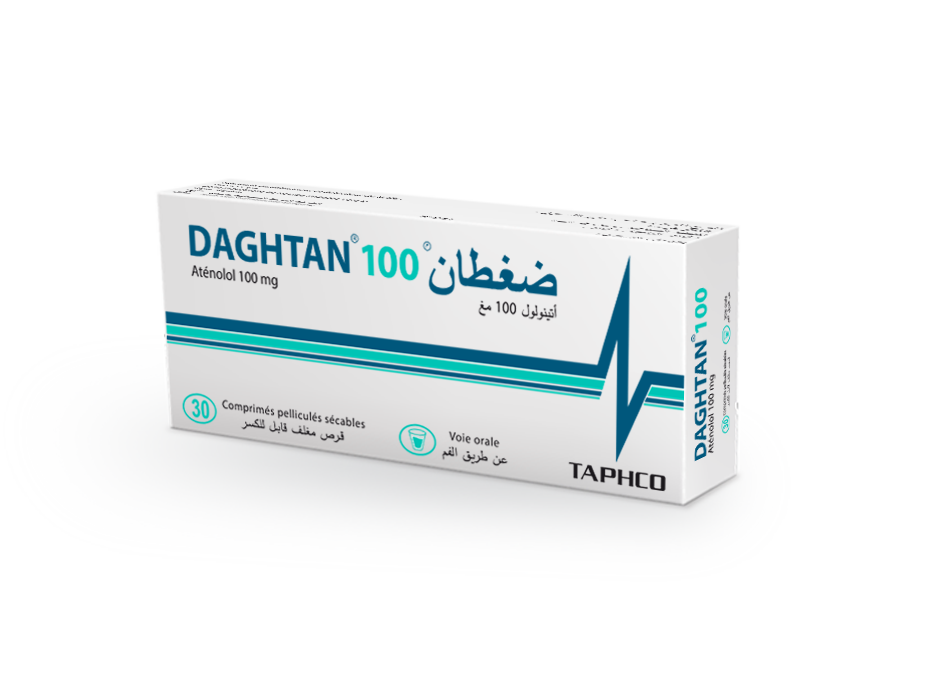 DAGHTAN® 100 ضغطان®
Aténolol 100 mg
أتينولول 100 مغ
30 Comprimés pelliculés sécables
قرص مغلف قابل للكسر
Voie orale
عن طريق الفم
TAPHCO
DAGHTAN® 100
Aténolol 100 mg
30